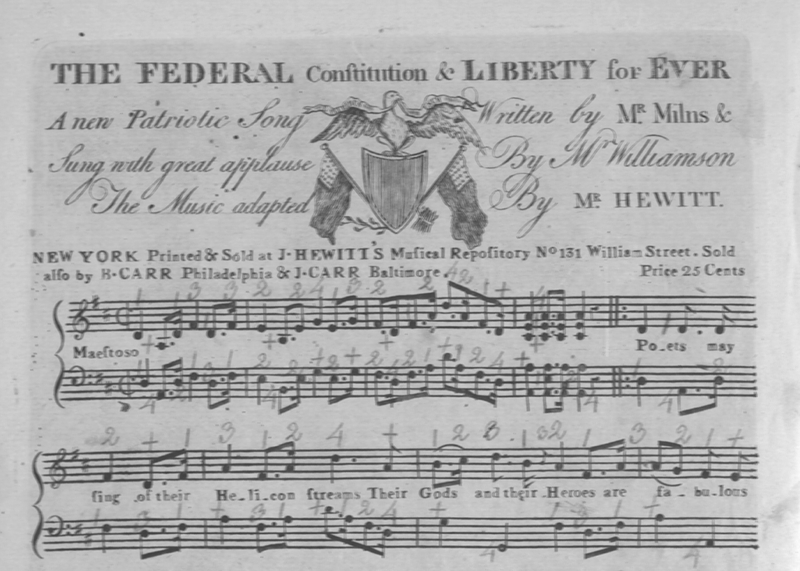 THE FEDERAL Conſtitution & LIBERTY for EVER
A new Patriotic Song Written by Mr. Milns &
Sung with great applause By Mr Williamson
The Music adapted By Mr. HEWITT.
NEW YORK Printed & Sold at J. HEWITT'S Muſical Repoſitory No 131 William Street. Sold
alſo by B. CARR Philadelphia & J. CARR Baltimore. Price 25 Cents
Maeſtoso Po_ets may
ſing of their He_li_con ſtreams Their Gods and their Heroes are fa_bu_lous